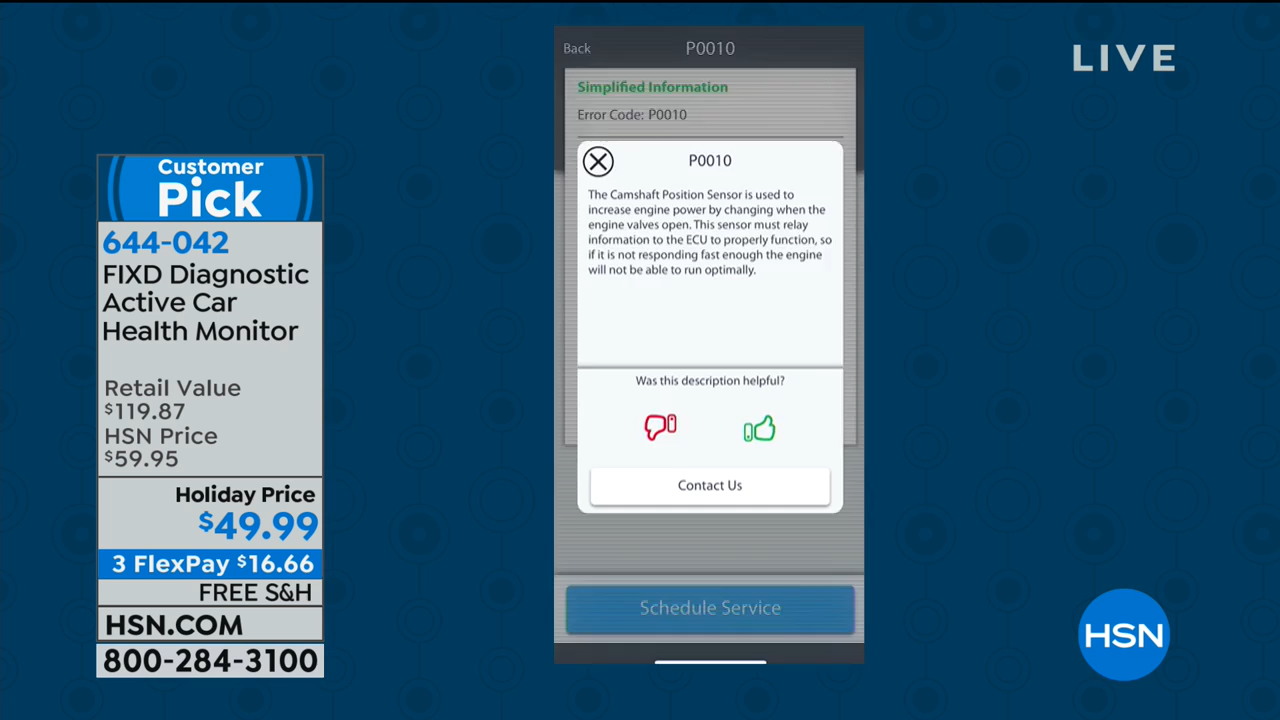 Customer
Pick
644-042
FIXD Diagnostic
Active Car
Health Monitor
Retail Value
$119.87
HSN Price
$59.95
Holiday Price
$49.99
3 FlexPay $16.66
FREE S&H
HSN.COM
800-284-3100
Back
P0010
Simplified Information
Error Code: P0010
P0010
The Camshaft Position Sensor is used to
increase engine power by changing when the
engine valves open. This sensor must relay
information to the ECU to properly function, so
if it is not responding fast enough the engine
will not be able to run optimally.
Was this description helpful?
Contact Us
Schedule Service
LIVE
HSN